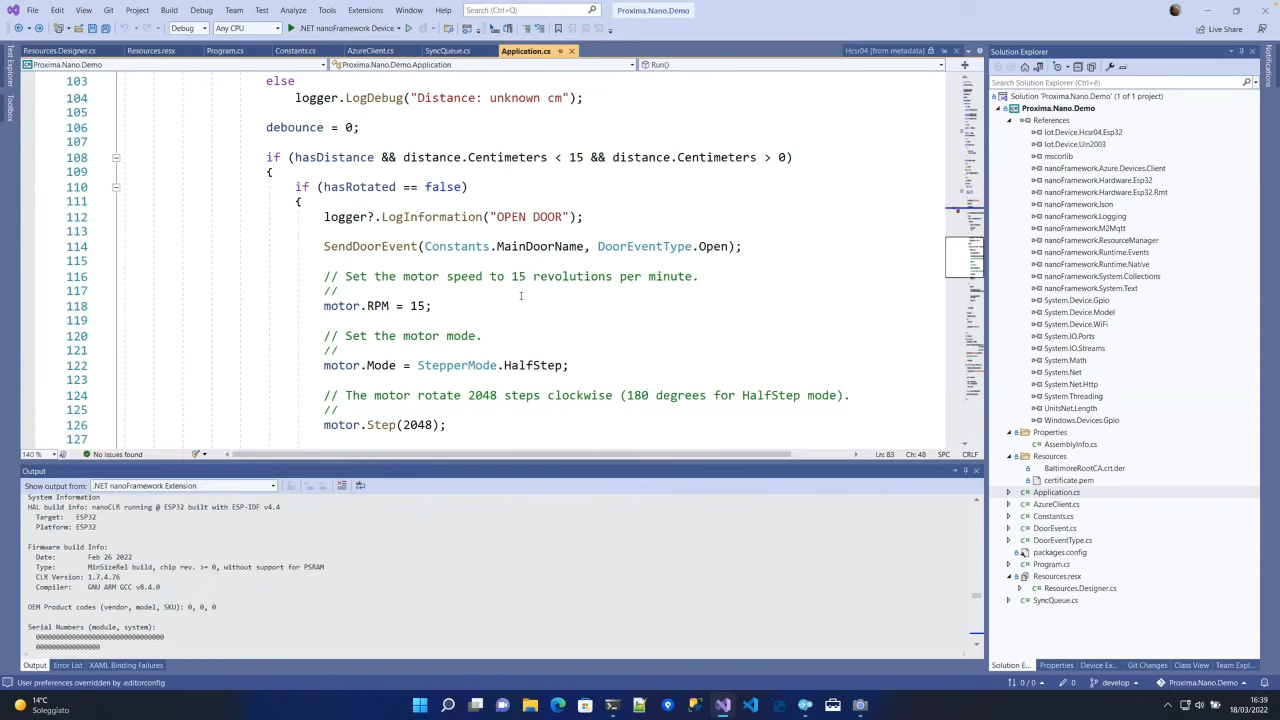 File Edit View Git Project Build Debug Test Analyze Tools Extensions Window Help Search (Ctrl+Q) Proxima.Nano.Demo
Debug Any CPU .NET nanoFramework Device Live Share
Resources.Designer.cs Resources.resx Program.cs Constants.cs AzureClient.cs SyncQueue.cs Application.cs Hcsr04 [from metadata]
Proxima.Nano.Demo Proxima.Nano.Demo.Application Run()
Test Explorer
Toolbox
103 else
104 logger.LogDebug("Distance: unknown cm");
105
106 debounce = 0;
107
108 if (hasDistance && distance.Centimeters < 15 && distance.Centimeters > 0)
109 {
110 if (hasRotated == false)
111 {
112 logger?.LogInformation("OPEN DOOR");
113
114 SendDoorEvent(Constants.MainDoorName, DoorEventType.Open);
115
116 // Set the motor speed to 15 revolutions per minute.
117 //
118 motor.RPM = 15;
119
120 // Set the motor mode.
121 //
122 motor.Mode = StepperMode.HalfStep;
123
124 // The motor rotate 2048 steps clockwise (180 degrees for HalfStep mode).
125 //
126 motor.Step(2048);
127
140 % No issues found Ln: 83 Ch: 48 SPC CRLF
Output
Show output from: .NET nanoFramework Extension
System Information
HAL build info: nanoCLR running @ ESP32 built with ESP-IDF v4.4
Target: ESP32
Platform: ESP32
Firmware build Info:
Date: Feb 26 2022
Type: MinSizeRel build, chip rev. >= 0, without support for PSRAM
CLR Version: 1.7.4.76
Compiler: GNU ARM GCC v8.4.0
OEM Product codes (vendor, model, SKU): 0, 0, 0
Serial Numbers (module, system):
Output Error List XAML Binding Failures
Solution Explorer
Search Solution Explorer (Ctrl+è)
Solution 'Proxima.Nano.Demo' (1 of 1 project)
Proxima.Nano.Demo
References
Iot.Device.Hcsr04.Esp32
Iot.Device.Uln2003
mscorlib
nanoFramework.Azure.Devices.Client
nanoFramework.Hardware.Esp32
nanoFramework.Hardware.Esp32.Rmt
nanoFramework.Json
nanoFramework.Logging
nanoFramework.M2Mqtt
nanoFramework.ResourceManager
nanoFramework.Runtime.Events
nanoFramework.Runtime.Native
nanoFramework.System.Collections
nanoFramework.System.Text
System.Device.Gpio
System.Device.Model
System.Device.WiFi
System.IO.Ports
System.IO.Streams
System.Math
System.Net
System.Net.Http
System.Threading
UnitsNet.Length
Windows.Devices.Gpio
Properties
AssemblyInfo.cs
Resources
BaltimoreRootCA.crt.der
certificate.pem
Application.cs
AzureClient.cs
Constants.cs
DoorEvent.cs
DoorEventType.cs
packages.config
Program.cs
Resources.resx
Resources.Designer.cs
SyncQueue.cs
Solution E... Properties Device Ex... Git Changes Class View Team Expl...
Notifications
User preferences overridden by .editorconfig 0 / 0 0 develop Proxima.Nano.Demo
14°C
Soleggiato
16:39
18/03/2022